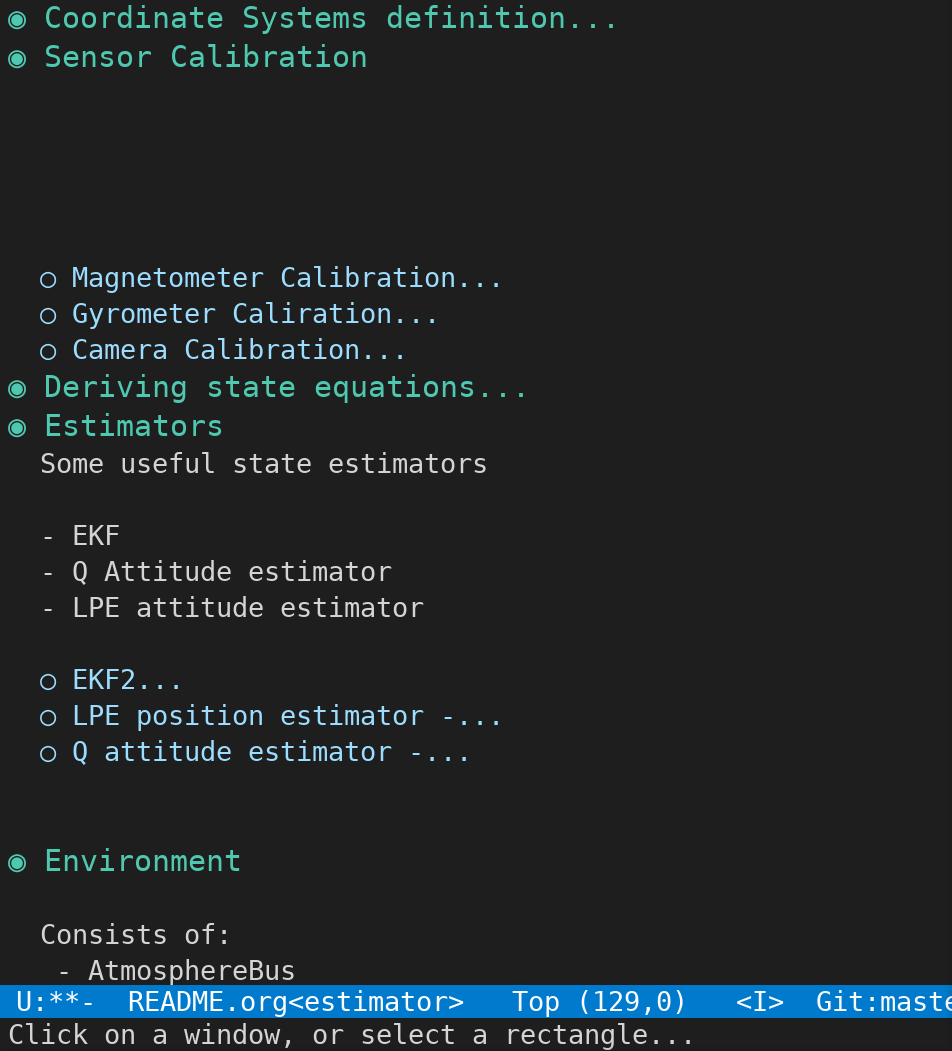 ◉ Coordinate Systems definition...
◉ Sensor Calibration
○ Magnetometer Calibration...
○ Gyrometer Caliration...
○ Camera Calibration...
◉ Deriving state equations...
◉ Estimators
Some useful state estimators
- EKF
- Q Attitude estimator
- LPE attitude estimator
○ EKF2...
○ LPE position estimator -...
○ Q attitude estimator -...
◉ Environment
Consists of:
- AtmosphereBus
U:**-  README.org<estimator>   Top (129,0)   <I>  Git:maste
Click on a window, or select a rectangle...